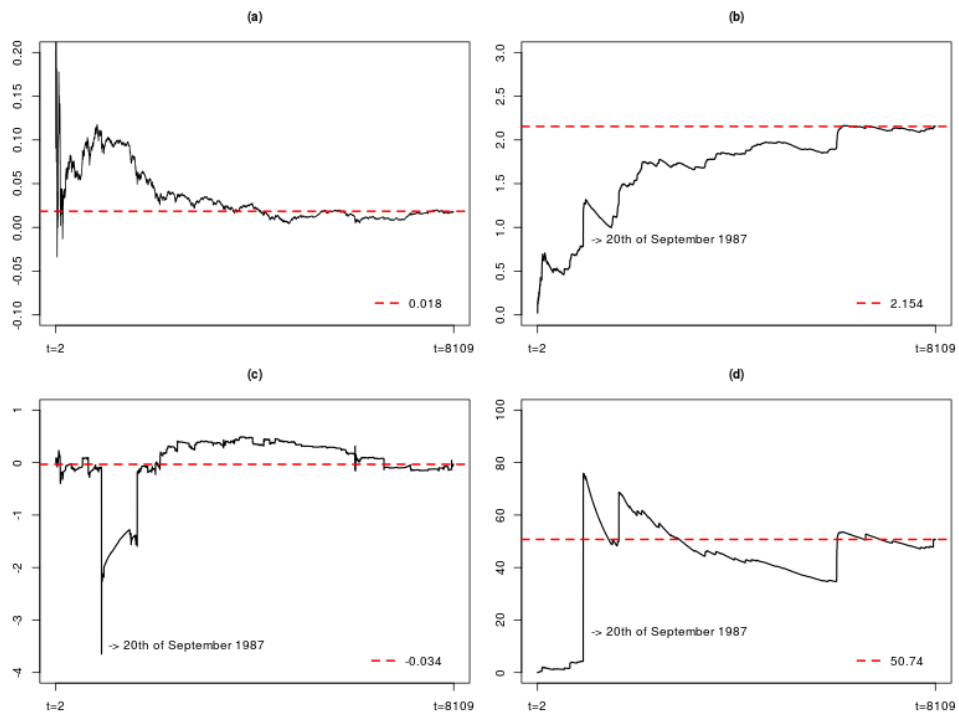 (a)
0.20
0.15
0.10
0.05
0.00
-0.05
-0.10
0.018
t=2
t=8109
(b)
3.0
2.5
2.0
1.5
1.0
0.5
0.0
-> 20th of September 1987
2.154
t=2
t=8109
(c)
1
0
-1
-2
-3
-4
-> 20th of September 1987
-0.034
t=2
t=8109
(d)
100
80
60
40
20
0
-> 20th of September 1987
50.74
t=2
t=8109